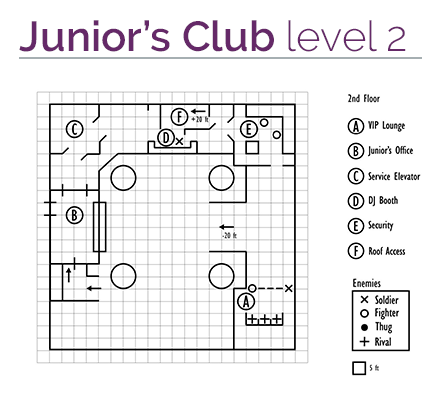 Junior's Club level 2
2nd Floor
A VIP Lounge
B Junior's Office
C Service Elevator
D DJ Booth
E Security
F Roof Access
Enemies
Soldier
Fighter
Thug
Rival
5 ft
C
F
+20 ft
D
E
B
-20 ft
A